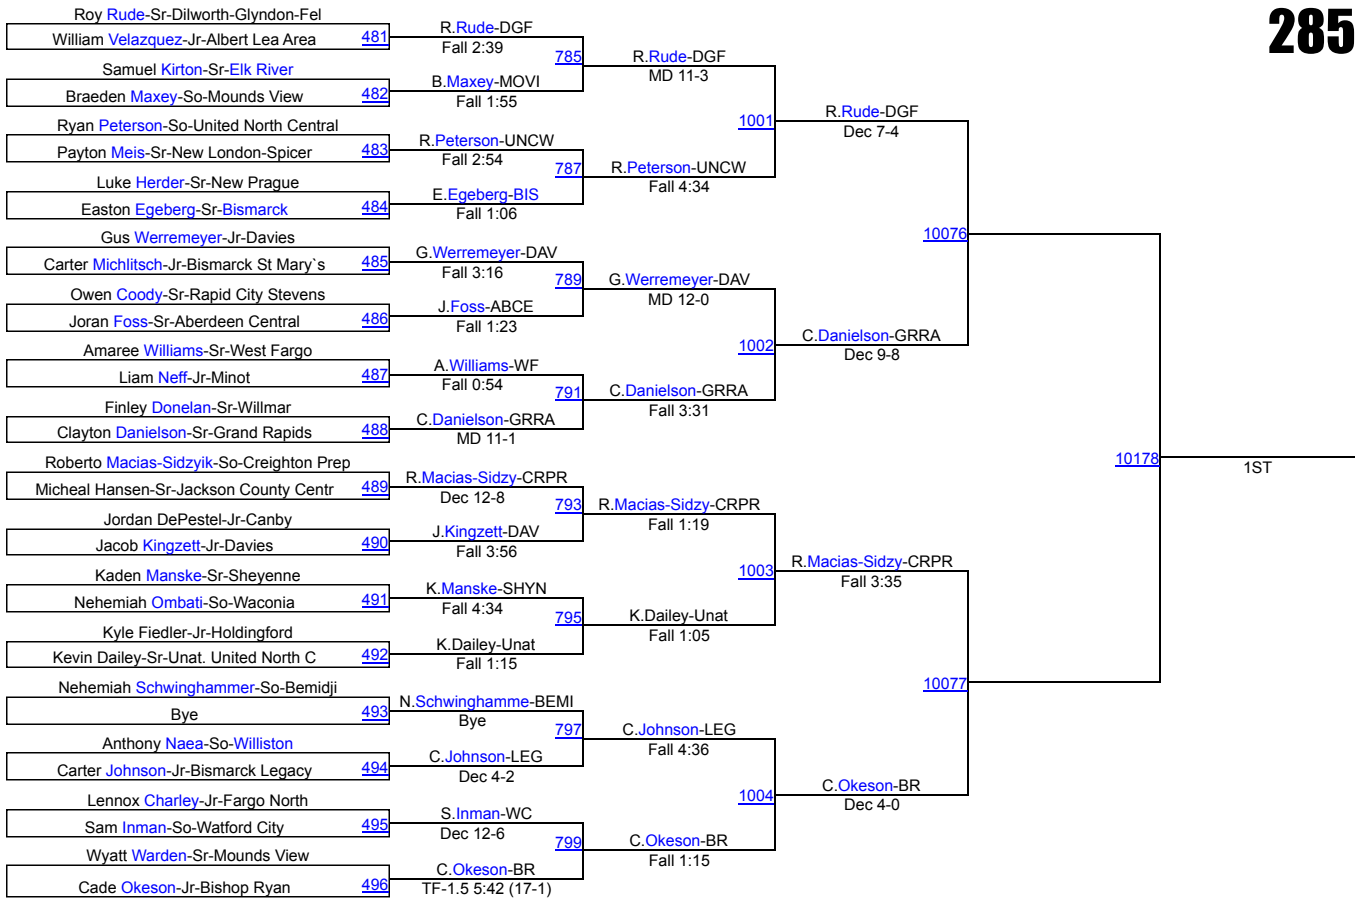 285
Roy Rude-Sr-Dilworth-Glyndon-Fel
William Velazquez-Jr-Albert Lea Area
481
Samuel Kirton-Sr-Elk River
Braeden Maxey-So-Mounds View
482
Ryan Peterson-So-United North Central
Payton Meis-Sr-New London-Spicer
483
Luke Herder-Sr-New Prague
Easton Egeberg-Sr-Bismarck
484
Gus Werremeyer-Jr-Davies
Carter Michlitsch-Jr-Bismarck St Mary`s
485
Owen Coody-Sr-Rapid City Stevens
Joran Foss-Sr-Aberdeen Central
486
Amaree Williams-Sr-West Fargo
Liam Neff-Jr-Minot
487
Finley Donelan-Sr-Willmar
Clayton Danielson-Sr-Grand Rapids
488
Roberto Macias-Sidzyik-So-Creighton Prep
Micheal Hansen-Sr-Jackson County Centr
489
Jordan DePestel-Jr-Canby
Jacob Kingzett-Jr-Davies
490
Kaden Manske-Sr-Sheyenne
Nehemiah Ombati-So-Waconia
491
Kyle Fiedler-Jr-Holdingford
Kevin Dailey-Sr-Unat. United North C
492
Nehemiah Schwinghammer-So-Bemidji
Bye
493
Anthony Naea-So-Williston
Carter Johnson-Jr-Bismarck Legacy
494
Lennox Charley-Jr-Fargo North
Sam Inman-So-Watford City
495
Wyatt Warden-Sr-Mounds View
Cade Okeson-Jr-Bishop Ryan
496
R.Rude-DGF
Fall 2:39
785
B.Maxey-MOVI
Fall 1:55
R.Peterson-UNCW
Fall 2:54
787
E.Egeberg-BIS
Fall 1:06
G.Werremeyer-DAV
Fall 3:16
789
J.Foss-ABCE
Fall 1:23
A.Williams-WF
Fall 0:54
791
C.Danielson-GRRA
MD 11-1
R.Macias-Sidzy-CRPR
Dec 12-8
793
J.Kingzett-DAV
Fall 3:56
K.Manske-SHYN
Fall 4:34
795
K.Dailey-Unat
Fall 1:15
N.Schwinghamme-BEMI
Bye
797
C.Johnson-LEG
Dec 4-2
S.Inman-WC
Dec 12-6
799
C.Okeson-BR
TF-1.5 5:42 (17-1)
R.Rude-DGF
MD 11-3
1001
R.Peterson-UNCW
Fall 4:34
G.Werremeyer-DAV
MD 12-0
1002
C.Danielson-GRRA
Fall 3:31
R.Macias-Sidzy-CRPR
Fall 1:19
1003
K.Dailey-Unat
Fall 1:05
C.Johnson-LEG
Fall 4:36
1004
C.Okeson-BR
Fall 1:15
R.Rude-DGF
Dec 7-4
10076
C.Danielson-GRRA
Dec 9-8
R.Macias-Sidzy-CRPR
Fall 3:35
10077
C.Okeson-BR
Dec 4-0
10178
1ST